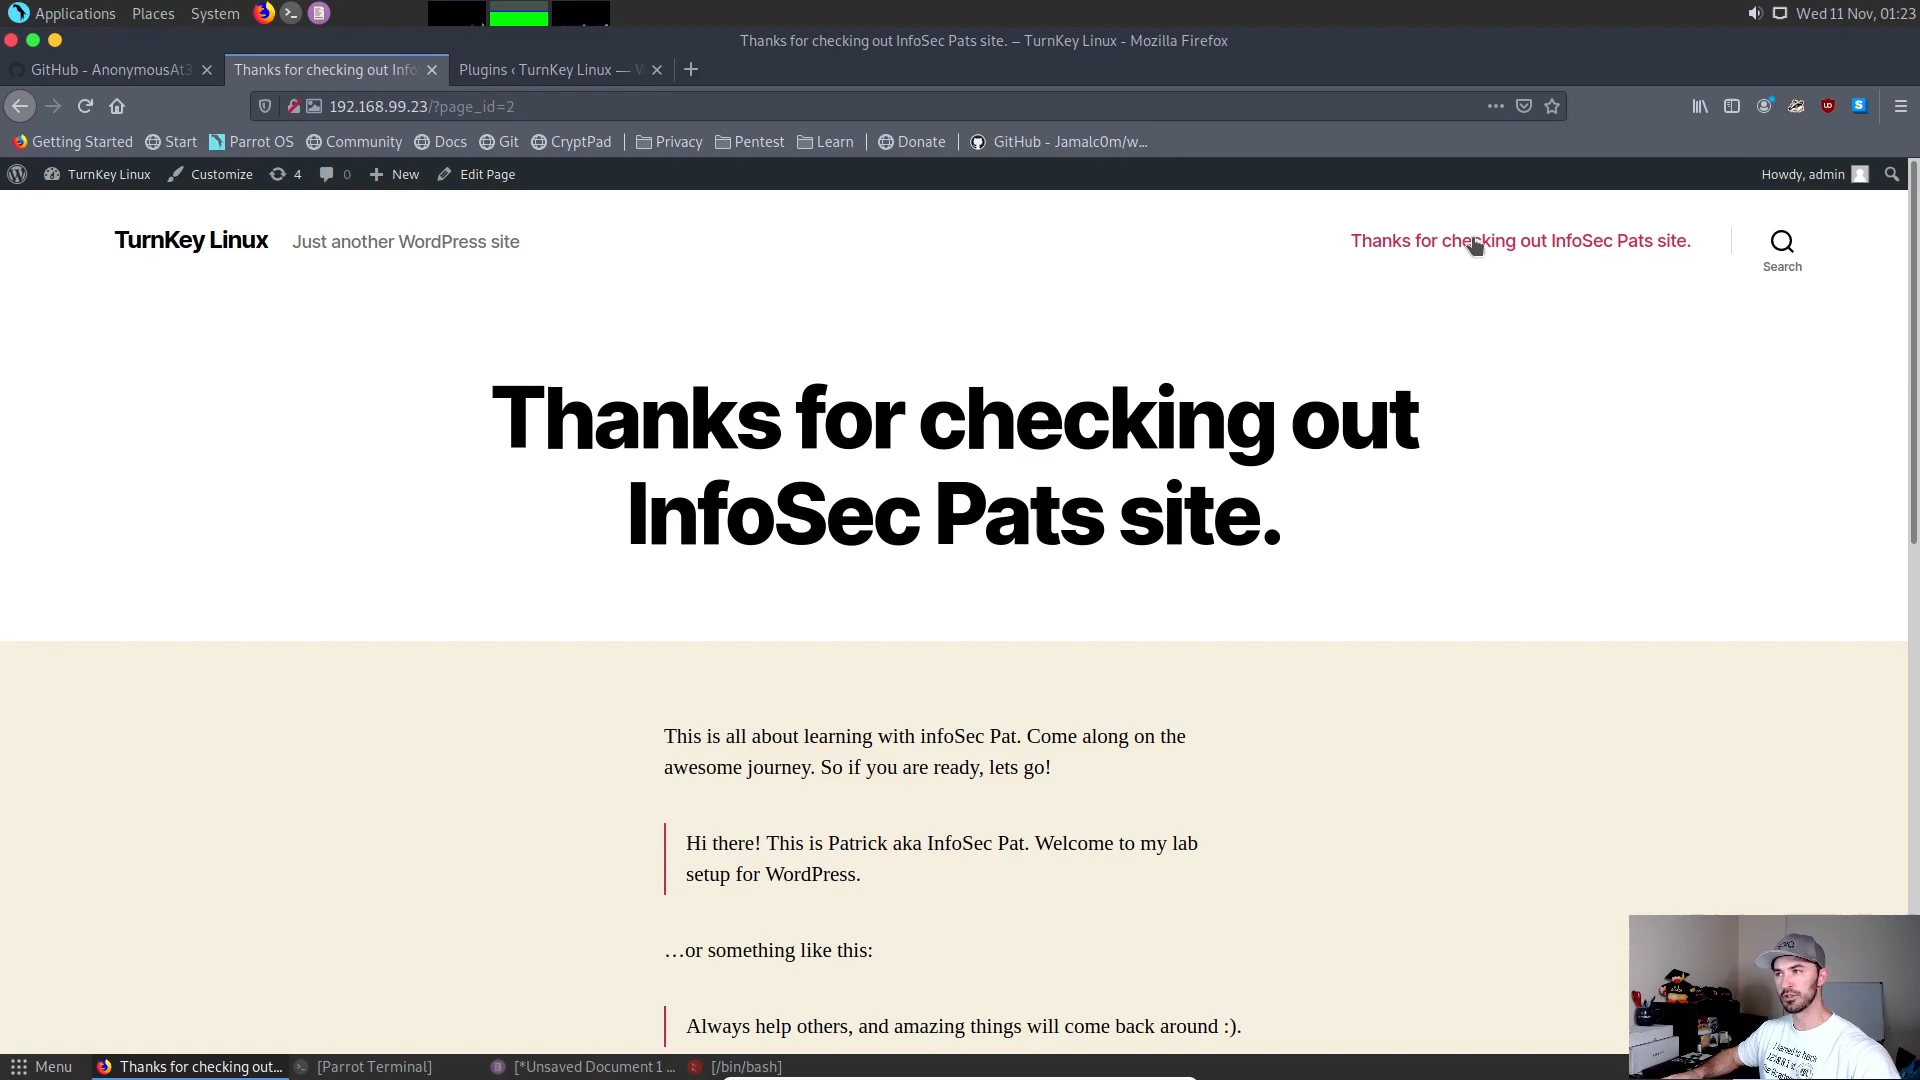 Applications Places System Wed 11 Nov, 01:23
Thanks for checking out InfoSec Pats site. – TurnKey Linux - Mozilla Firefox
GitHub - AnonymousAt3 Thanks for checking out Info Plugins ‹ TurnKey Linux — W
192.168.99.23/?page_id=2
Getting Started Start Parrot OS Community Docs Git CryptPad Privacy Pentest Learn Donate GitHub - Jamalc0m/w...
TurnKey Linux Customize 4 0 New Edit Page Howdy, admin
TurnKey Linux Just another WordPress site Thanks for checking out InfoSec Pats site.
Search
Thanks for checking out
InfoSec Pats site.
This is all about learning with infoSec Pat. Come along on the
awesome journey. So if you are ready, lets go!
Hi there! This is Patrick aka InfoSec Pat. Welcome to my lab
setup for WordPress.
…or something like this:
Always help others, and amazing things will come back around :).
Menu Thanks for checking out... [Parrot Terminal] [*Unsaved Document 1 ... [/bin/bash]